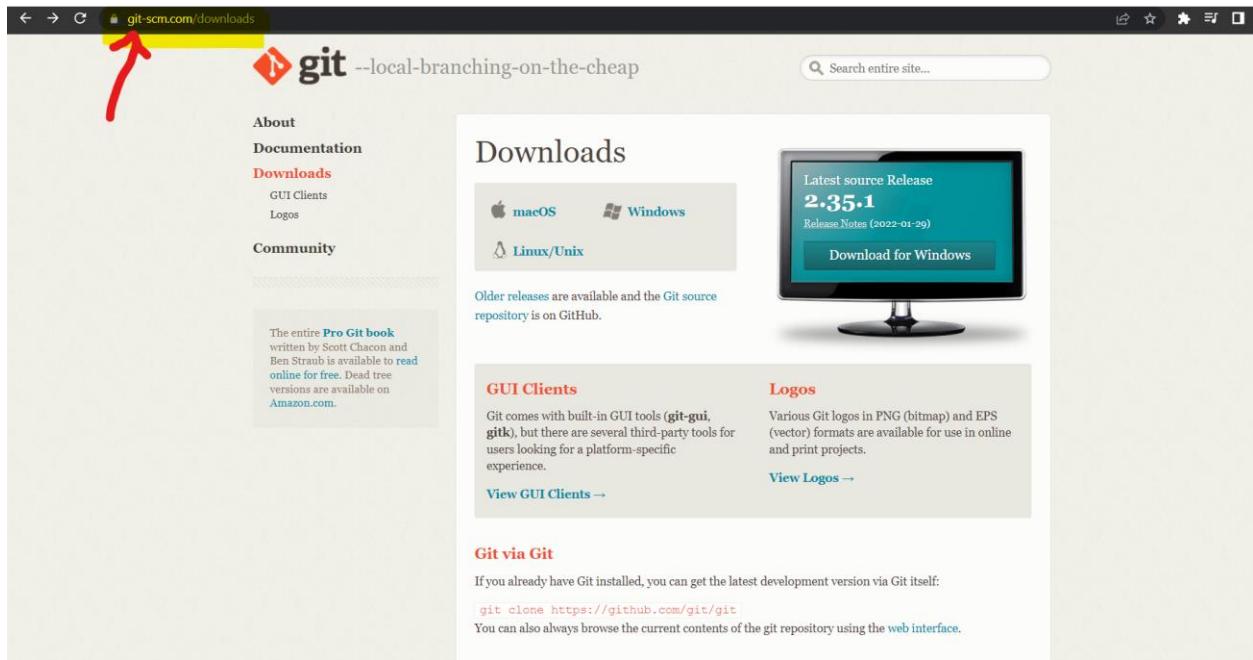 git-scm.com/downloads
git --local-branching-on-the-cheap
Search entire site...
About
Documentation
Downloads
GUI Clients
Logos
Community
The entire Pro Git book
written by Scott Chacon and
Ben Straub is available to read
online for free. Dead tree
versions are available on
Amazon.com.
Downloads
macOS
Windows
Linux/Unix
Older releases are available and the Git source
repository is on GitHub.
Latest source Release
2.35.1
Release Notes (2022-01-29)
Download for Windows
GUI Clients
Git comes with built-in GUI tools (git-gui,
gitk), but there are several third-party tools for
users looking for a platform-specific
experience.
View GUI Clients →
Logos
Various Git logos in PNG (bitmap) and EPS
(vector) formats are available for use in online
and print projects.
View Logos →
Git via Git
If you already have Git installed, you can get the latest development version via Git itself:
git clone https://github.com/git/git
You can also always browse the current contents of the git repository using the web interface.